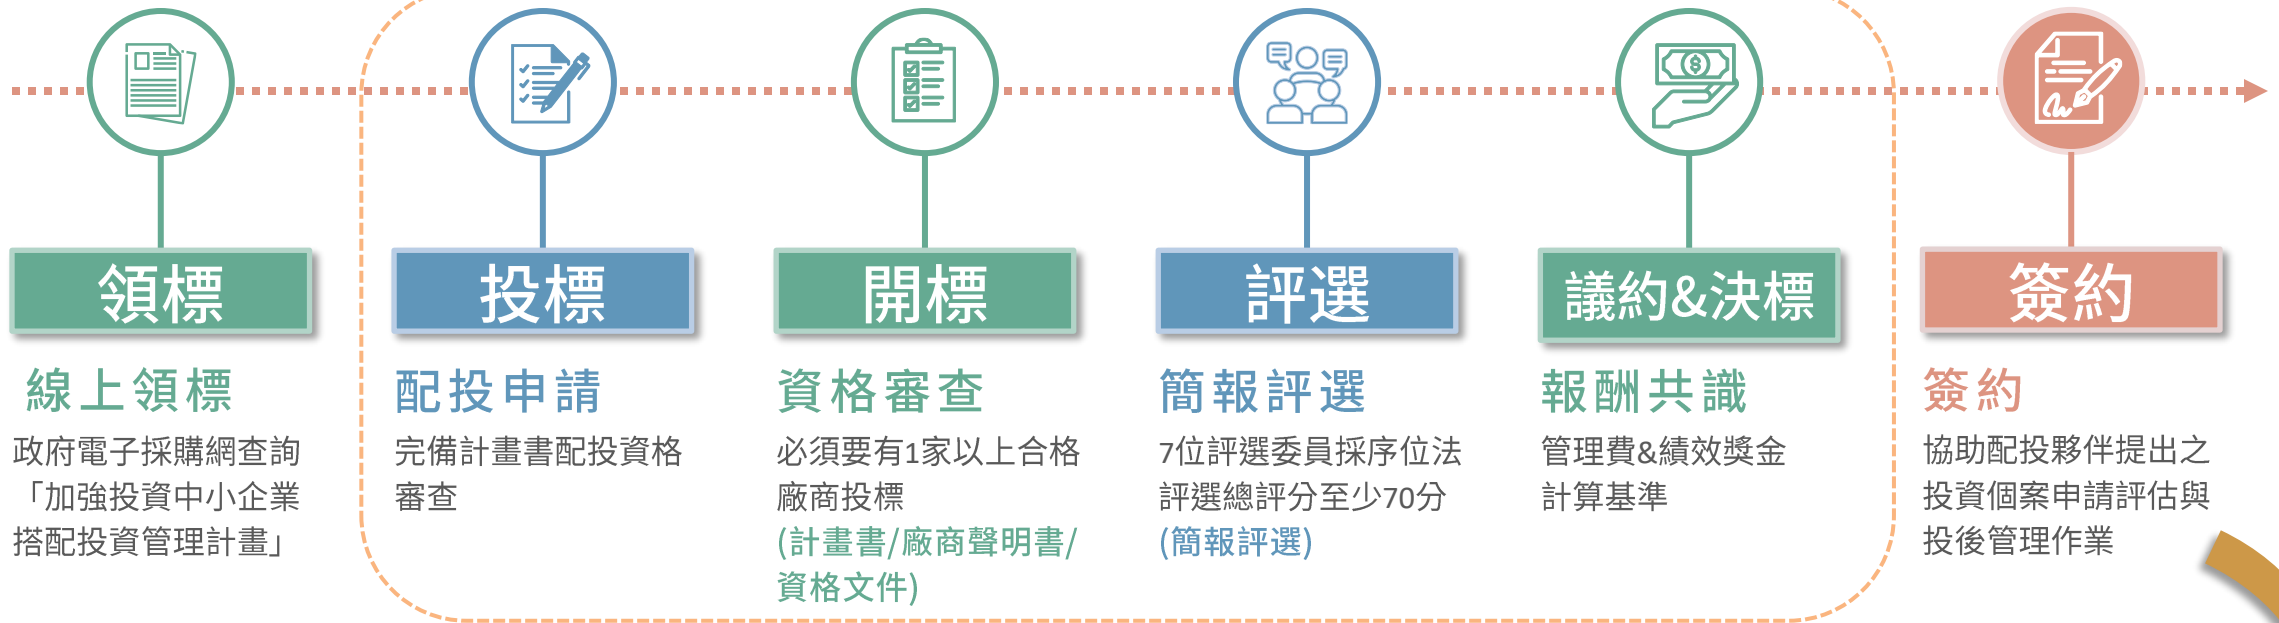 領標
線上領標
政府電子採購網查詢
「加強投資中小企業
搭配投資管理計畫」
投標
配投申請
完備計畫書配投資格
審查
開標
資格審查
必須要有1家以上合格
廠商投標
(計畫書/廠商聲明書/
資格文件)
評選
簡報評選
7位評選委員採序位法
評選總評分至少70分
(簡報評選)
議約&決標
報酬共識
管理費&績效獎金
計算基準
簽約
簽約
協助配投夥伴提出之
投資個案申請評估與
投後管理作業